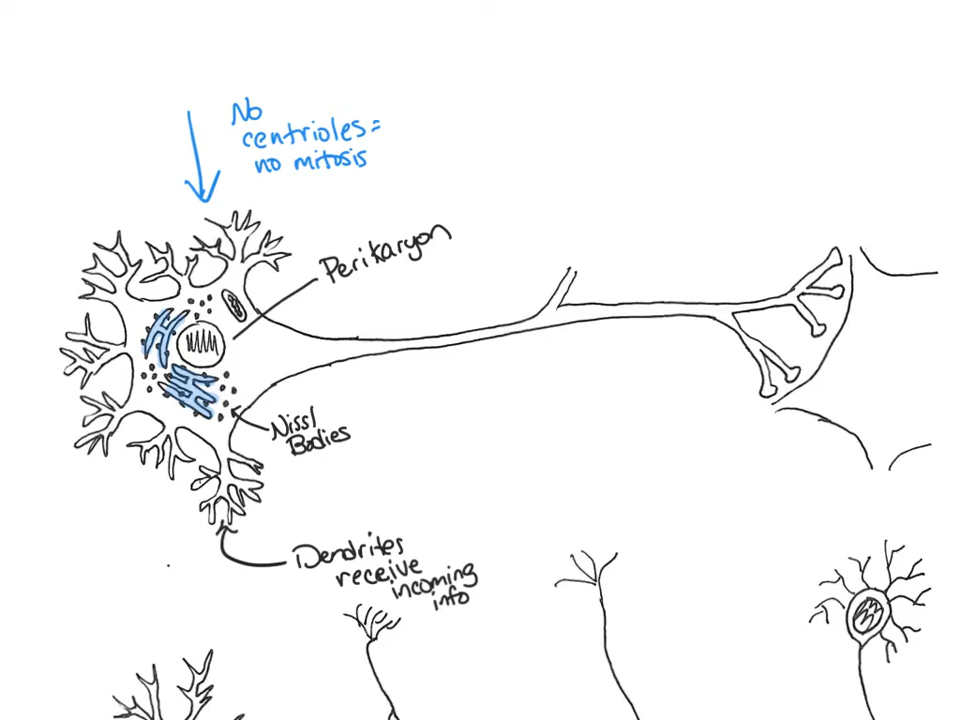 No
centrioles =
no mitosis
Perikaryon
Nissl
Bodies
Dendrites
receive
incoming
info